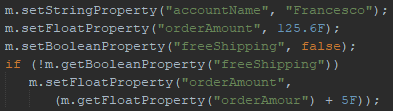 m.setStringProperty("accountName", "Francesco");
m.setFloatProperty("orderAmount", 125.6F);
m.setBooleanProperty("freeShipping", false);
if (!m.getBooleanProperty("freeShipping"))
    m.setFloatProperty("orderAmount",
        (m.getFloatProperty("orderAmour") + 5F));